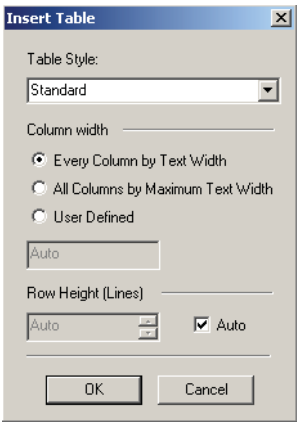 Insert Table
Table Style:
Standard
Column width
Every Column by Text Width
All Columns by Maximum Text Width
User Defined
Auto
Row Height (Lines)
Auto Auto
OK Cancel